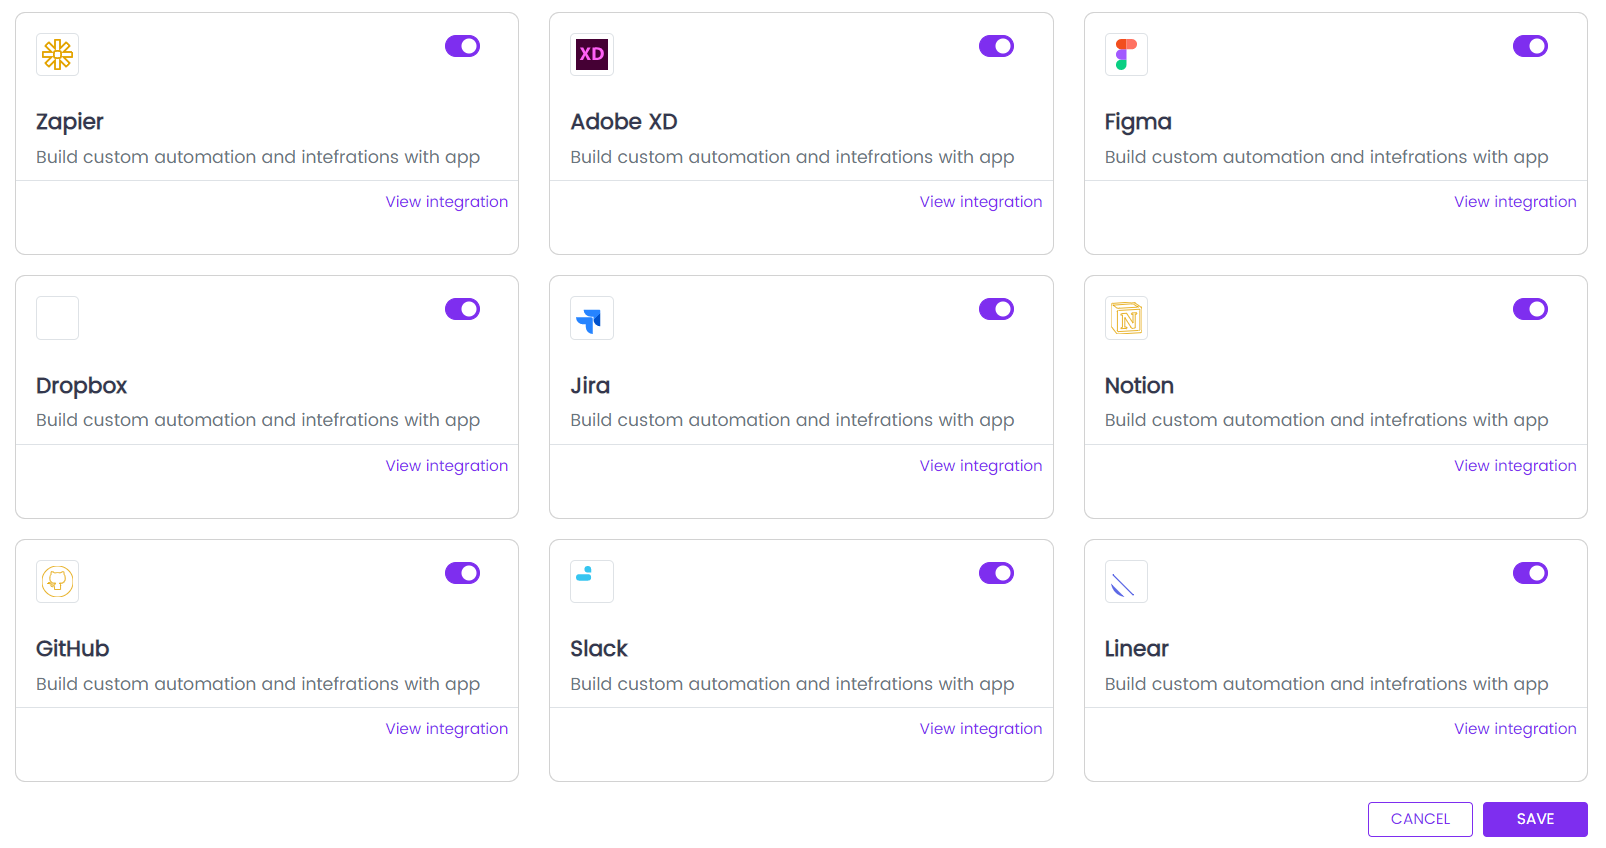 XD
Zapier
Adobe XD
Figma
Build custom automation and intefrations with app
Build custom automation and intefrations with app
Build custom automation and intefrations with app
View integration
View integration
View integration
N
Dropbox
Jira
Notion
Build custom automation and intefrations with app
Build custom automation and intefrations with app
Build custom automation and intefrations with app
View integration
View integration
View integration
GitHub
Slack
Linear
Build custom automation and intefrations with app
Build custom automation and intefrations with app
Build custom automation and intefrations with app
View integration
View integration
View integration
CANCEL
SAVE